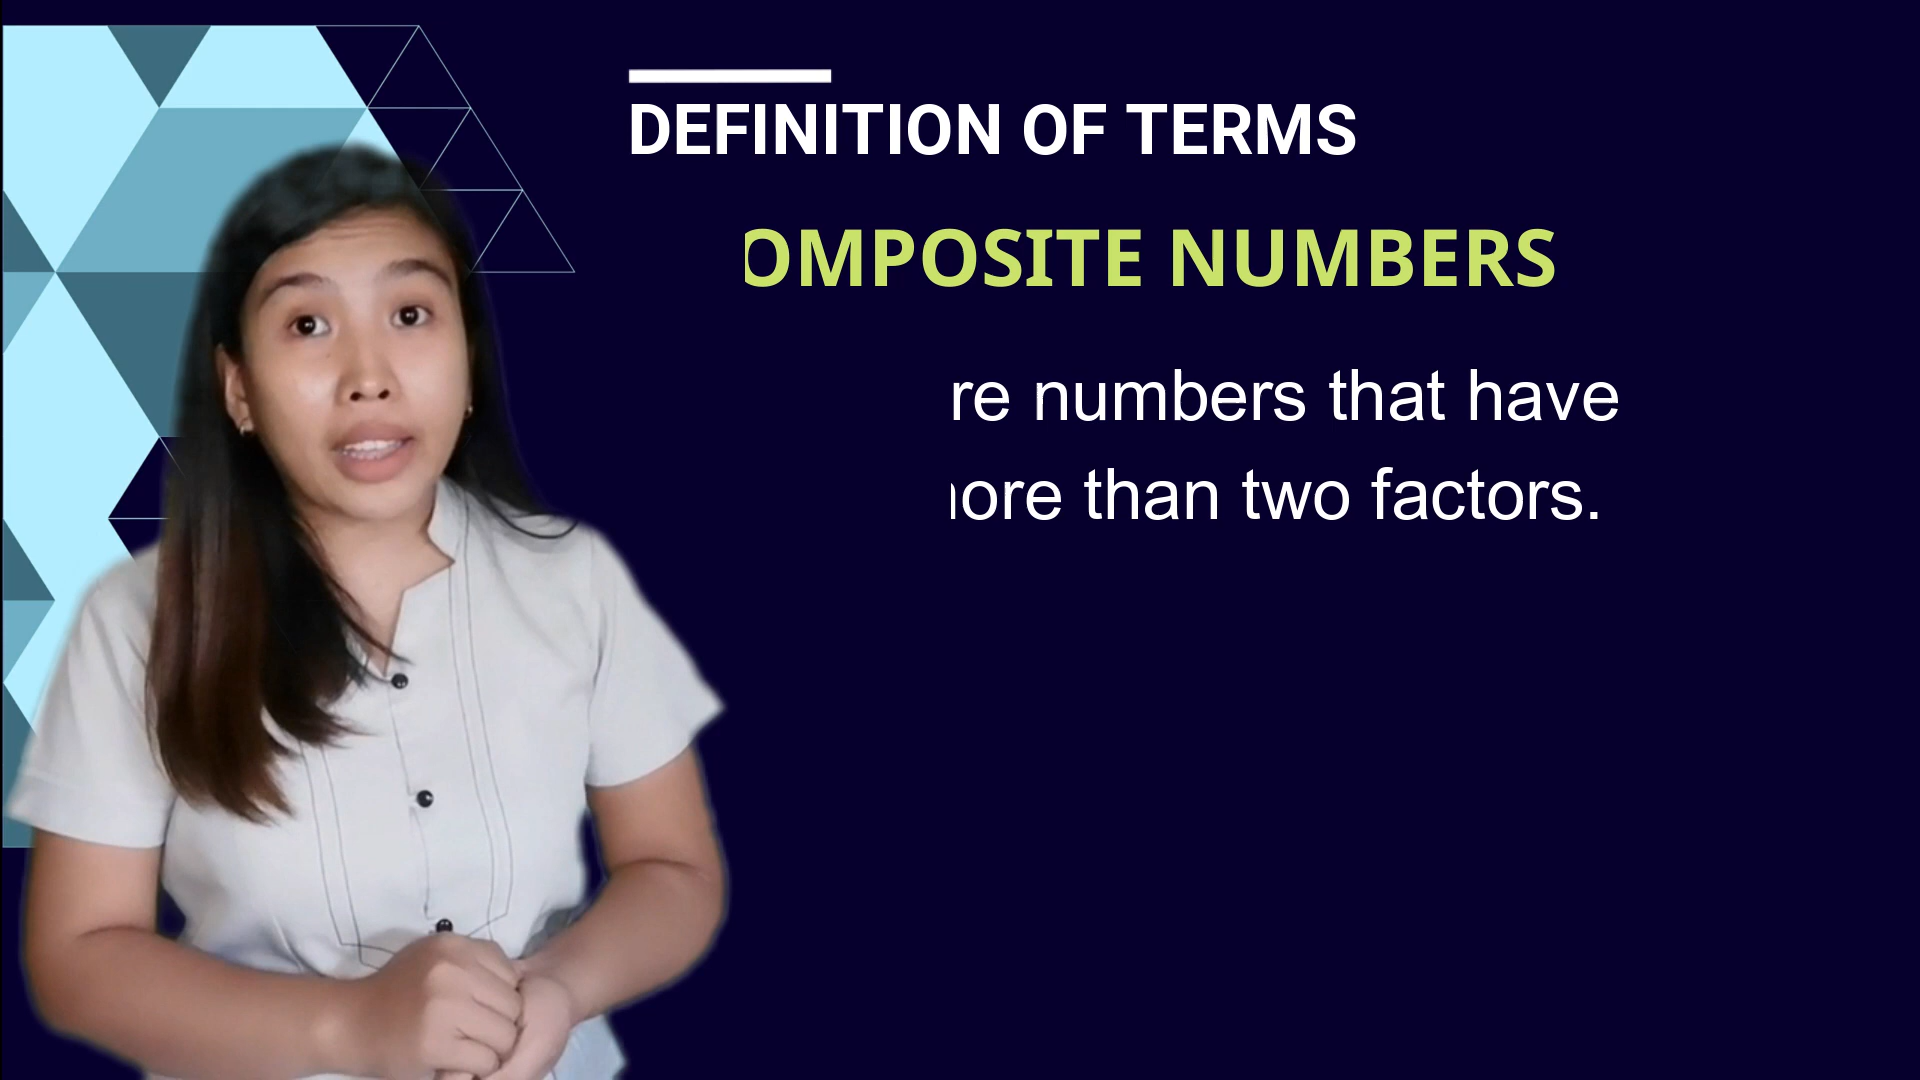 DEFINITION OF TERMS
OMPOSITE NUMBERS
re numbers that have
ore than two factors.